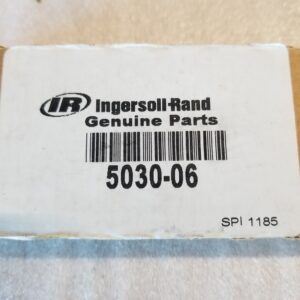 IR Ingersoll-Rand
Genuine Parts
5030-06
SPI 1185